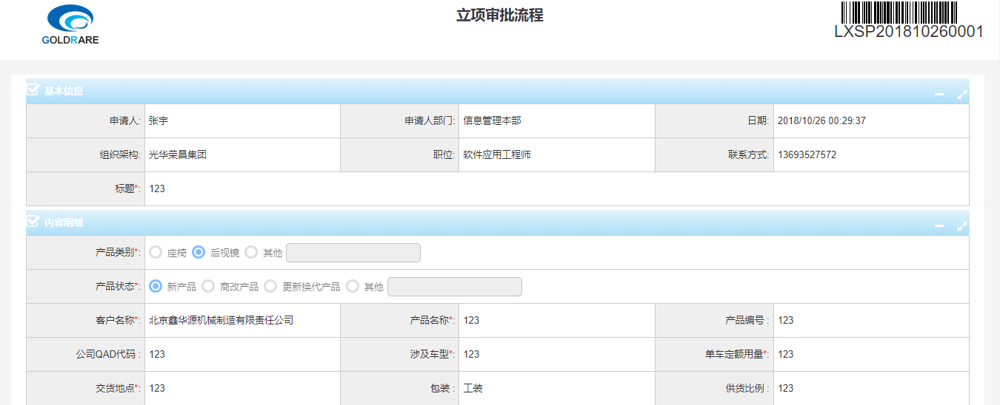 GOLDRARE
立项审批流程
LXSP201810260001
基本信息
申请人: 张宇 申请人部门: 信息管理本部 日期: 2018/10/26 00:29:37
组织架构: 光华荣昌集团 职位: 软件应用工程师 联系方式: 13693527572
标题*: 123
内容明细
产品类别*: 座椅 后视镜 其他
产品状态*: 新产品 商改产品 更新换代产品 其他
客户名称*: 北京鑫华源机械制造有限责任公司 产品名称*: 123 产品编号 : 123
公司QAD代码 : 123 涉及车型*: 123 单车定额用量*: 123
交货地点*: 123 包装 : 工装 供货比例 : 123